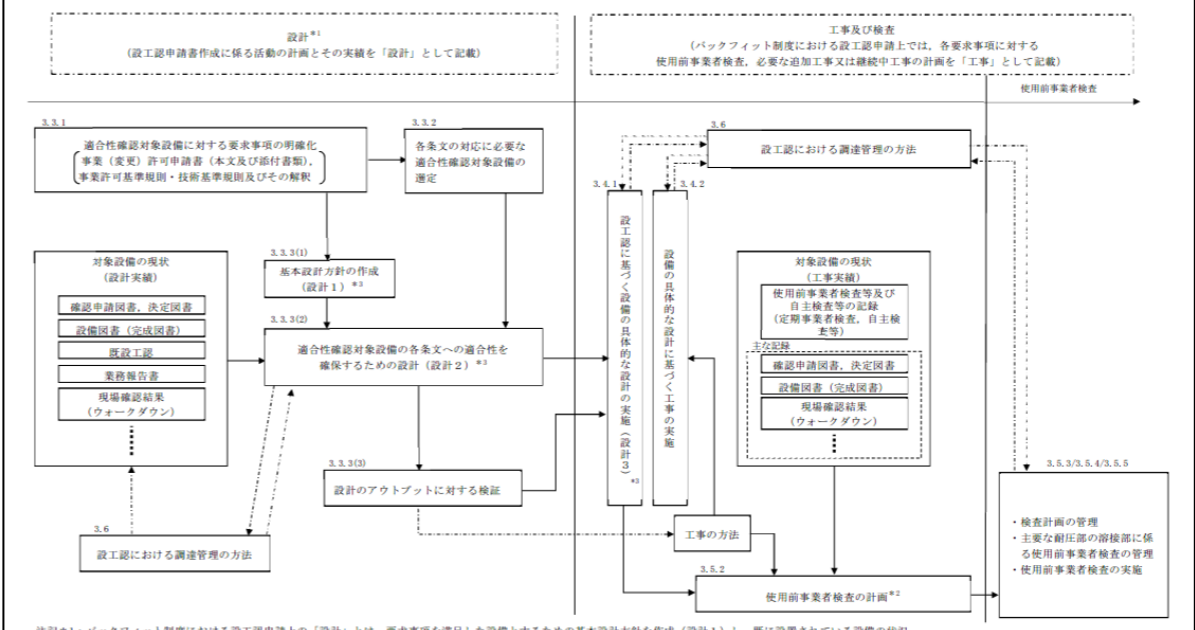 設計*1
(設工認申請書作成に係る活動の計画とその実績を「設計」として記載)
工事及び検査
(バックフィット制度における設工認申請上では，各要求事項に対する
使用前事業者検査，必要な追加工事又は継続中工事の計画を「工事」として記載)
使用前事業者検査
3.3.1
適合性確認対象設備に対する要求事項の明確化
事業（変更）許可申請書（本文及び添付書類），
事業許可基準規則・技術基準規則及びその解釈
3.3.2
各条文の対応に必要な
適合性確認対象設備の
選定
3.6
設工認における調達管理の方法
3.4.1
設工認に基づく設備の具体的な設計の実施（設計３）*3
3.4.2
設備の具体的な設計に基づく工事の実施
対象設備の現状
(設計実績)
確認申請図書，決定図書
設備図書（完成図書）
既設工認
業務報告書
現場確認結果
（ウォークダウン）
3.3.3(1)
基本設計方針の作成
（設計１）*3
3.3.3(2)
適合性確認対象設備の各条文への適合性を
確保するための設計（設計２）*3
3.3.3(3)
設計のアウトプットに対する検証
対象設備の現状
(工事実績)
使用前事業者検査等及び
自主検査等の記録
(定期事業者検査，自主検
査等)
主な記録
確認申請図書，決定図書
設備図書（完成図書）
現場確認結果
（ウォークダウン）
3.6
設工認における調達管理の方法
工事の方法
3.5.2
使用前事業者検査の計画*2
3.5.3/3.5.4/3.5.5
・検査計画の管理
・主要な耐圧部の溶接部に係
る使用前事業者検査の管理
・使用前事業者検査の実施